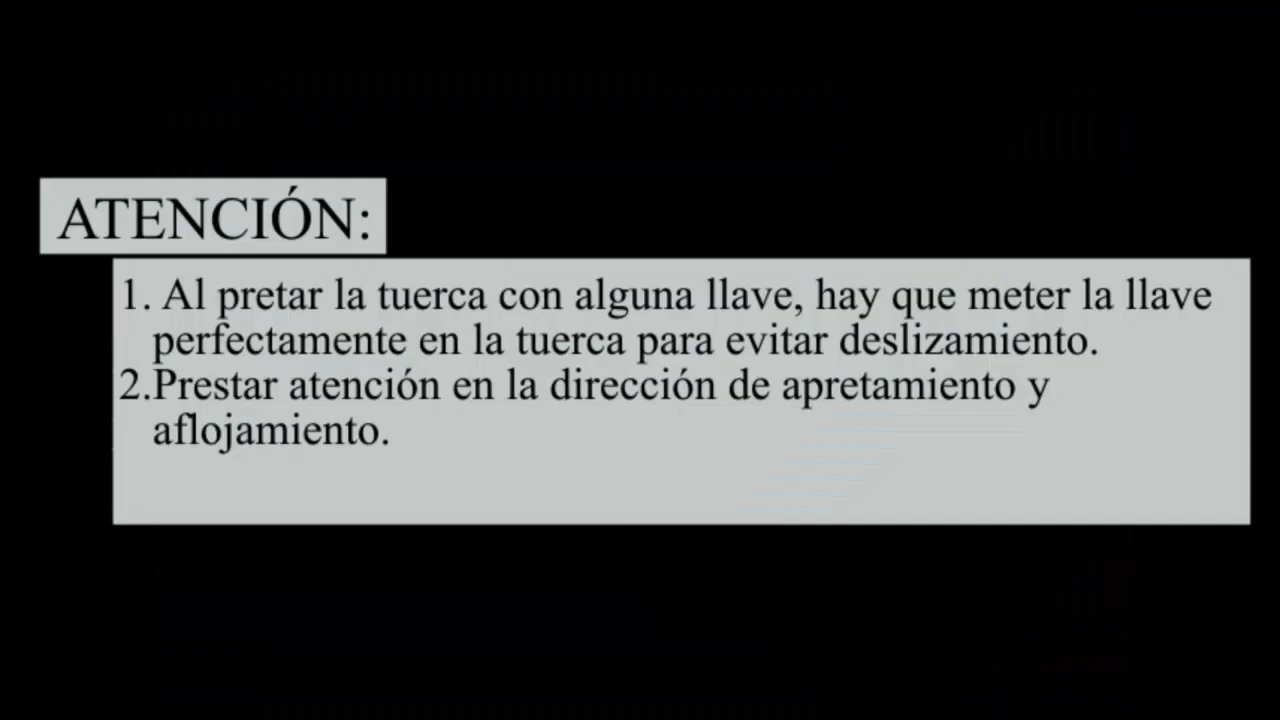 ATENCIÓN:
1. Al pretar la tuerca con alguna llave, hay que meter la llave
perfectamente en la tuerca para evitar deslizamiento.
2.Prestar atención en la dirección de apretamiento y
aflojamiento.